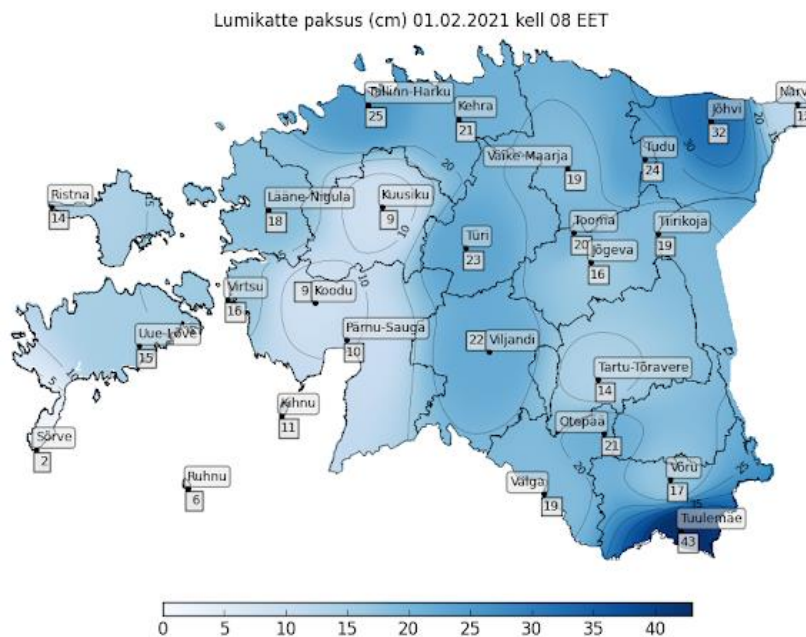 Lumikatte paksus (cm) 01.02.2021 kell 08 EET
Tallinn-Harku
25
Kehra
21
Jõhvi
32
Väike-Maarja
19
Tudu
24
Ristna
14
Lääne-Nigula
18
Kuusiku
9
Türi
23
Tooma
20
Jõgeva
16
Tiirikoja
19
Virtsu
16
9 Koodu
Uue-Lõve
15
Pärnu-Sauga
10
22 Viljandi
Tartu-Tõravere
14
Kihnu
11
Sõrve
2
Otepää
21
Ruhnu
6
Valga
19
Võru
17
Tuulemäe
43
0 5 10 15 20 25 30 35 40